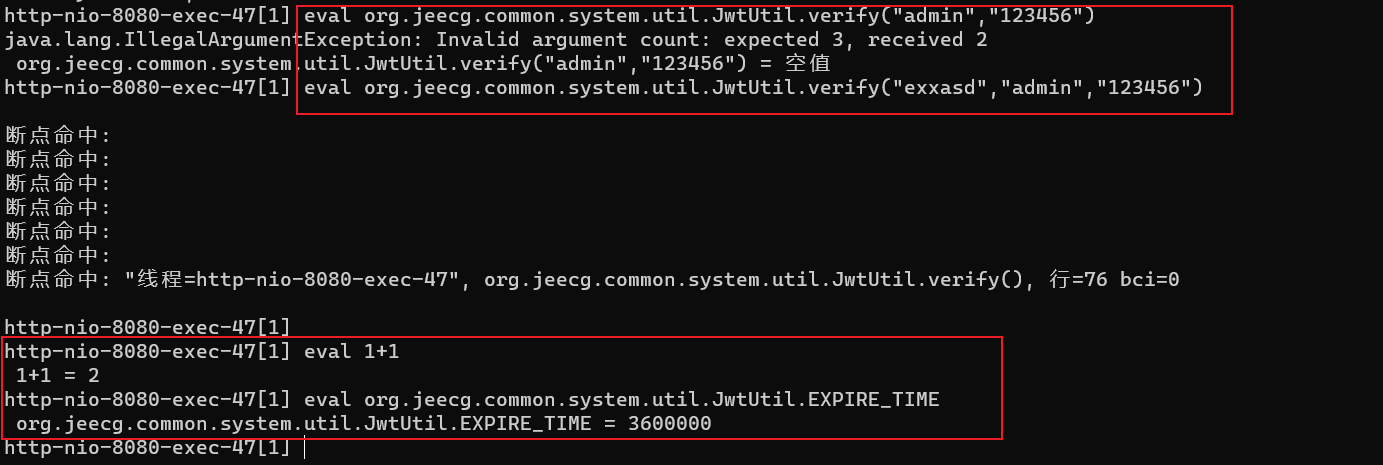 http-nio-8080-exec-47[1] eval org.jeecg.common.system.util.JwtUtil.verify("admin","123456")
java.lang.IllegalArgumentException: Invalid argument count: expected 3, received 2
 org.jeecg.common.system.util.JwtUtil.verify("admin","123456") = 空值
http-nio-8080-exec-47[1] eval org.jeecg.common.system.util.JwtUtil.verify("exxasd","admin","123456")
断点命中:
断点命中:
断点命中:
断点命中:
断点命中:
断点命中:
断点命中: "线程=http-nio-8080-exec-47", org.jeecg.common.system.util.JwtUtil.verify(), 行=76 bci=0
http-nio-8080-exec-47[1]
http-nio-8080-exec-47[1] eval 1+1
 1+1 = 2
http-nio-8080-exec-47[1] eval org.jeecg.common.system.util.JwtUtil.EXPIRE_TIME
 org.jeecg.common.system.util.JwtUtil.EXPIRE_TIME = 3600000
http-nio-8080-exec-47[1]